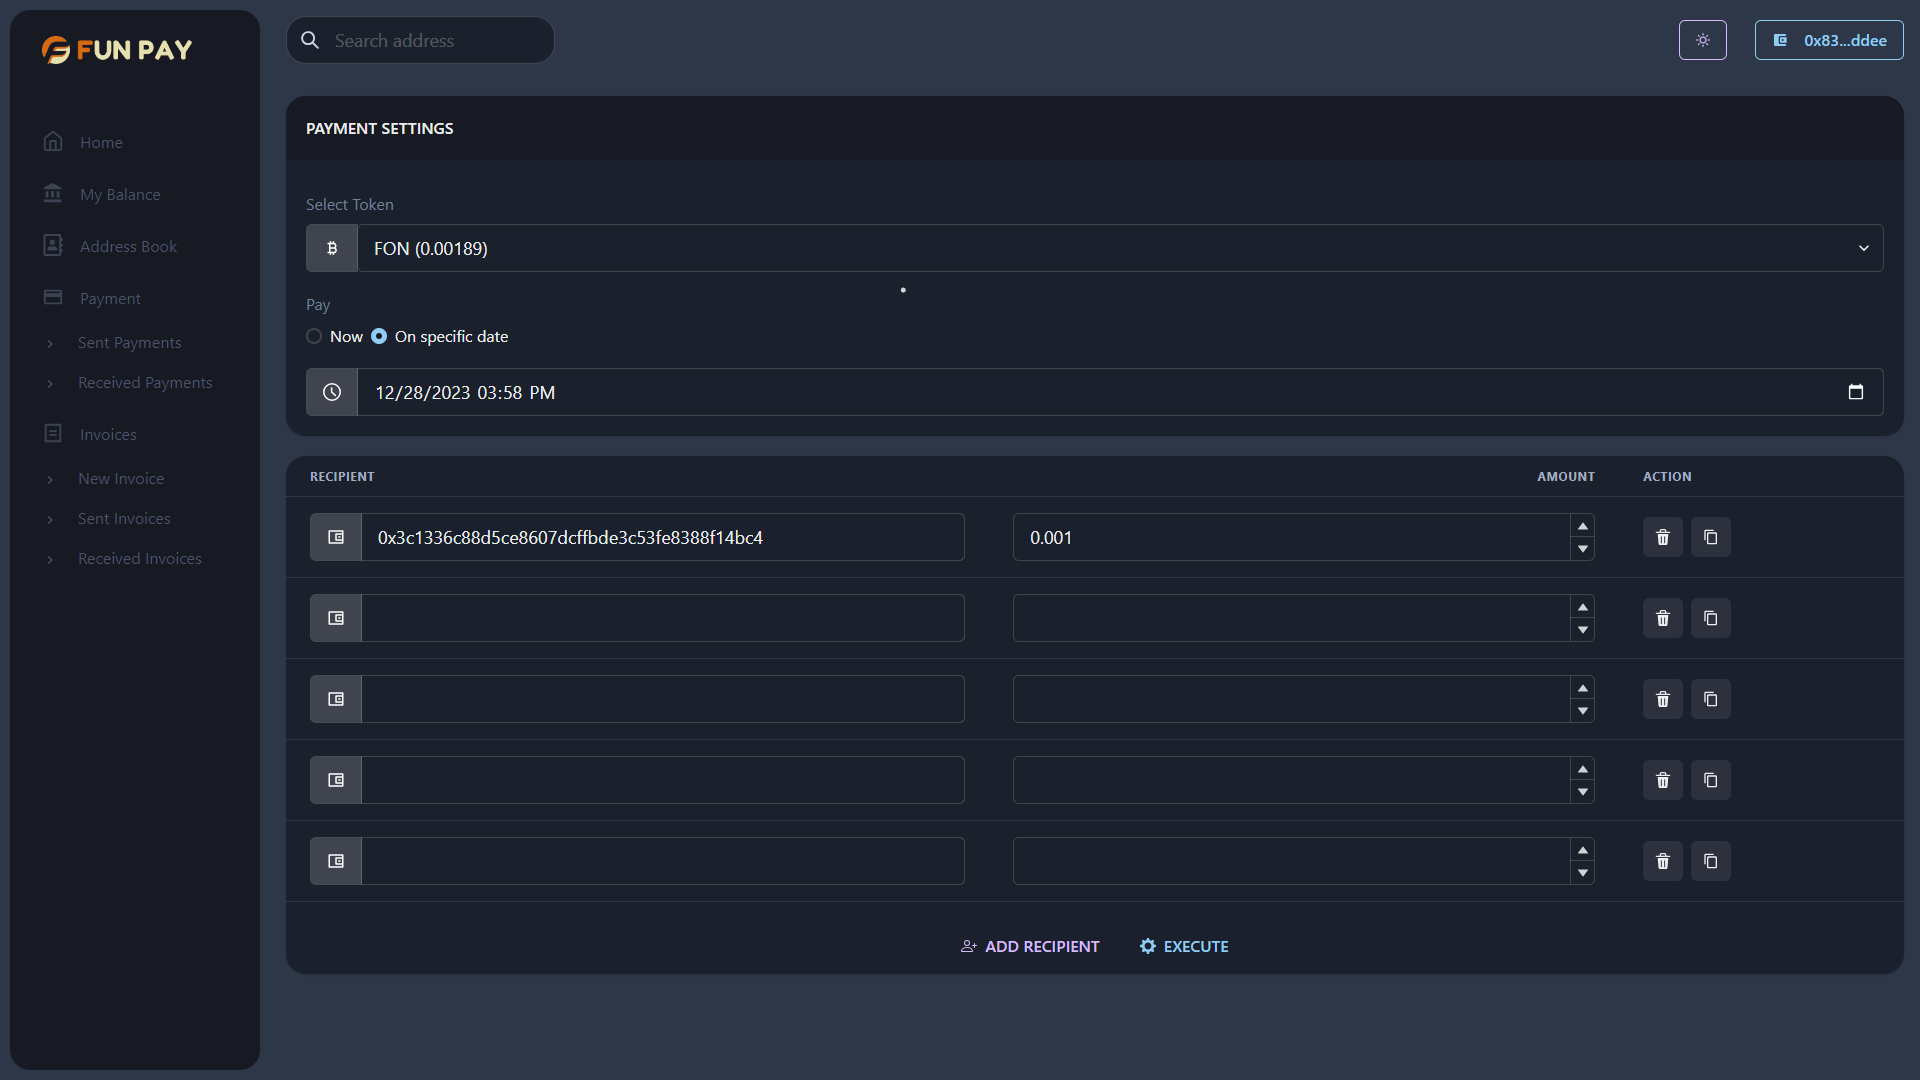 FUN PAY
Search address
0x83...ddee
Home
My Balance
Address Book
Payment
Sent Payments
Received Payments
Invoices
New Invoice
Sent Invoices
Received Invoices
PAYMENT SETTINGS
Select Token
FON (0.00189)
Pay
Now On specific date
12/28/2023 03:58 PM
RECIPIENT AMOUNT ACTION
0x3c1336c88d5ce8607dcffbde3c53fe8388f14bc4 0.001
ADD RECIPIENT EXECUTE